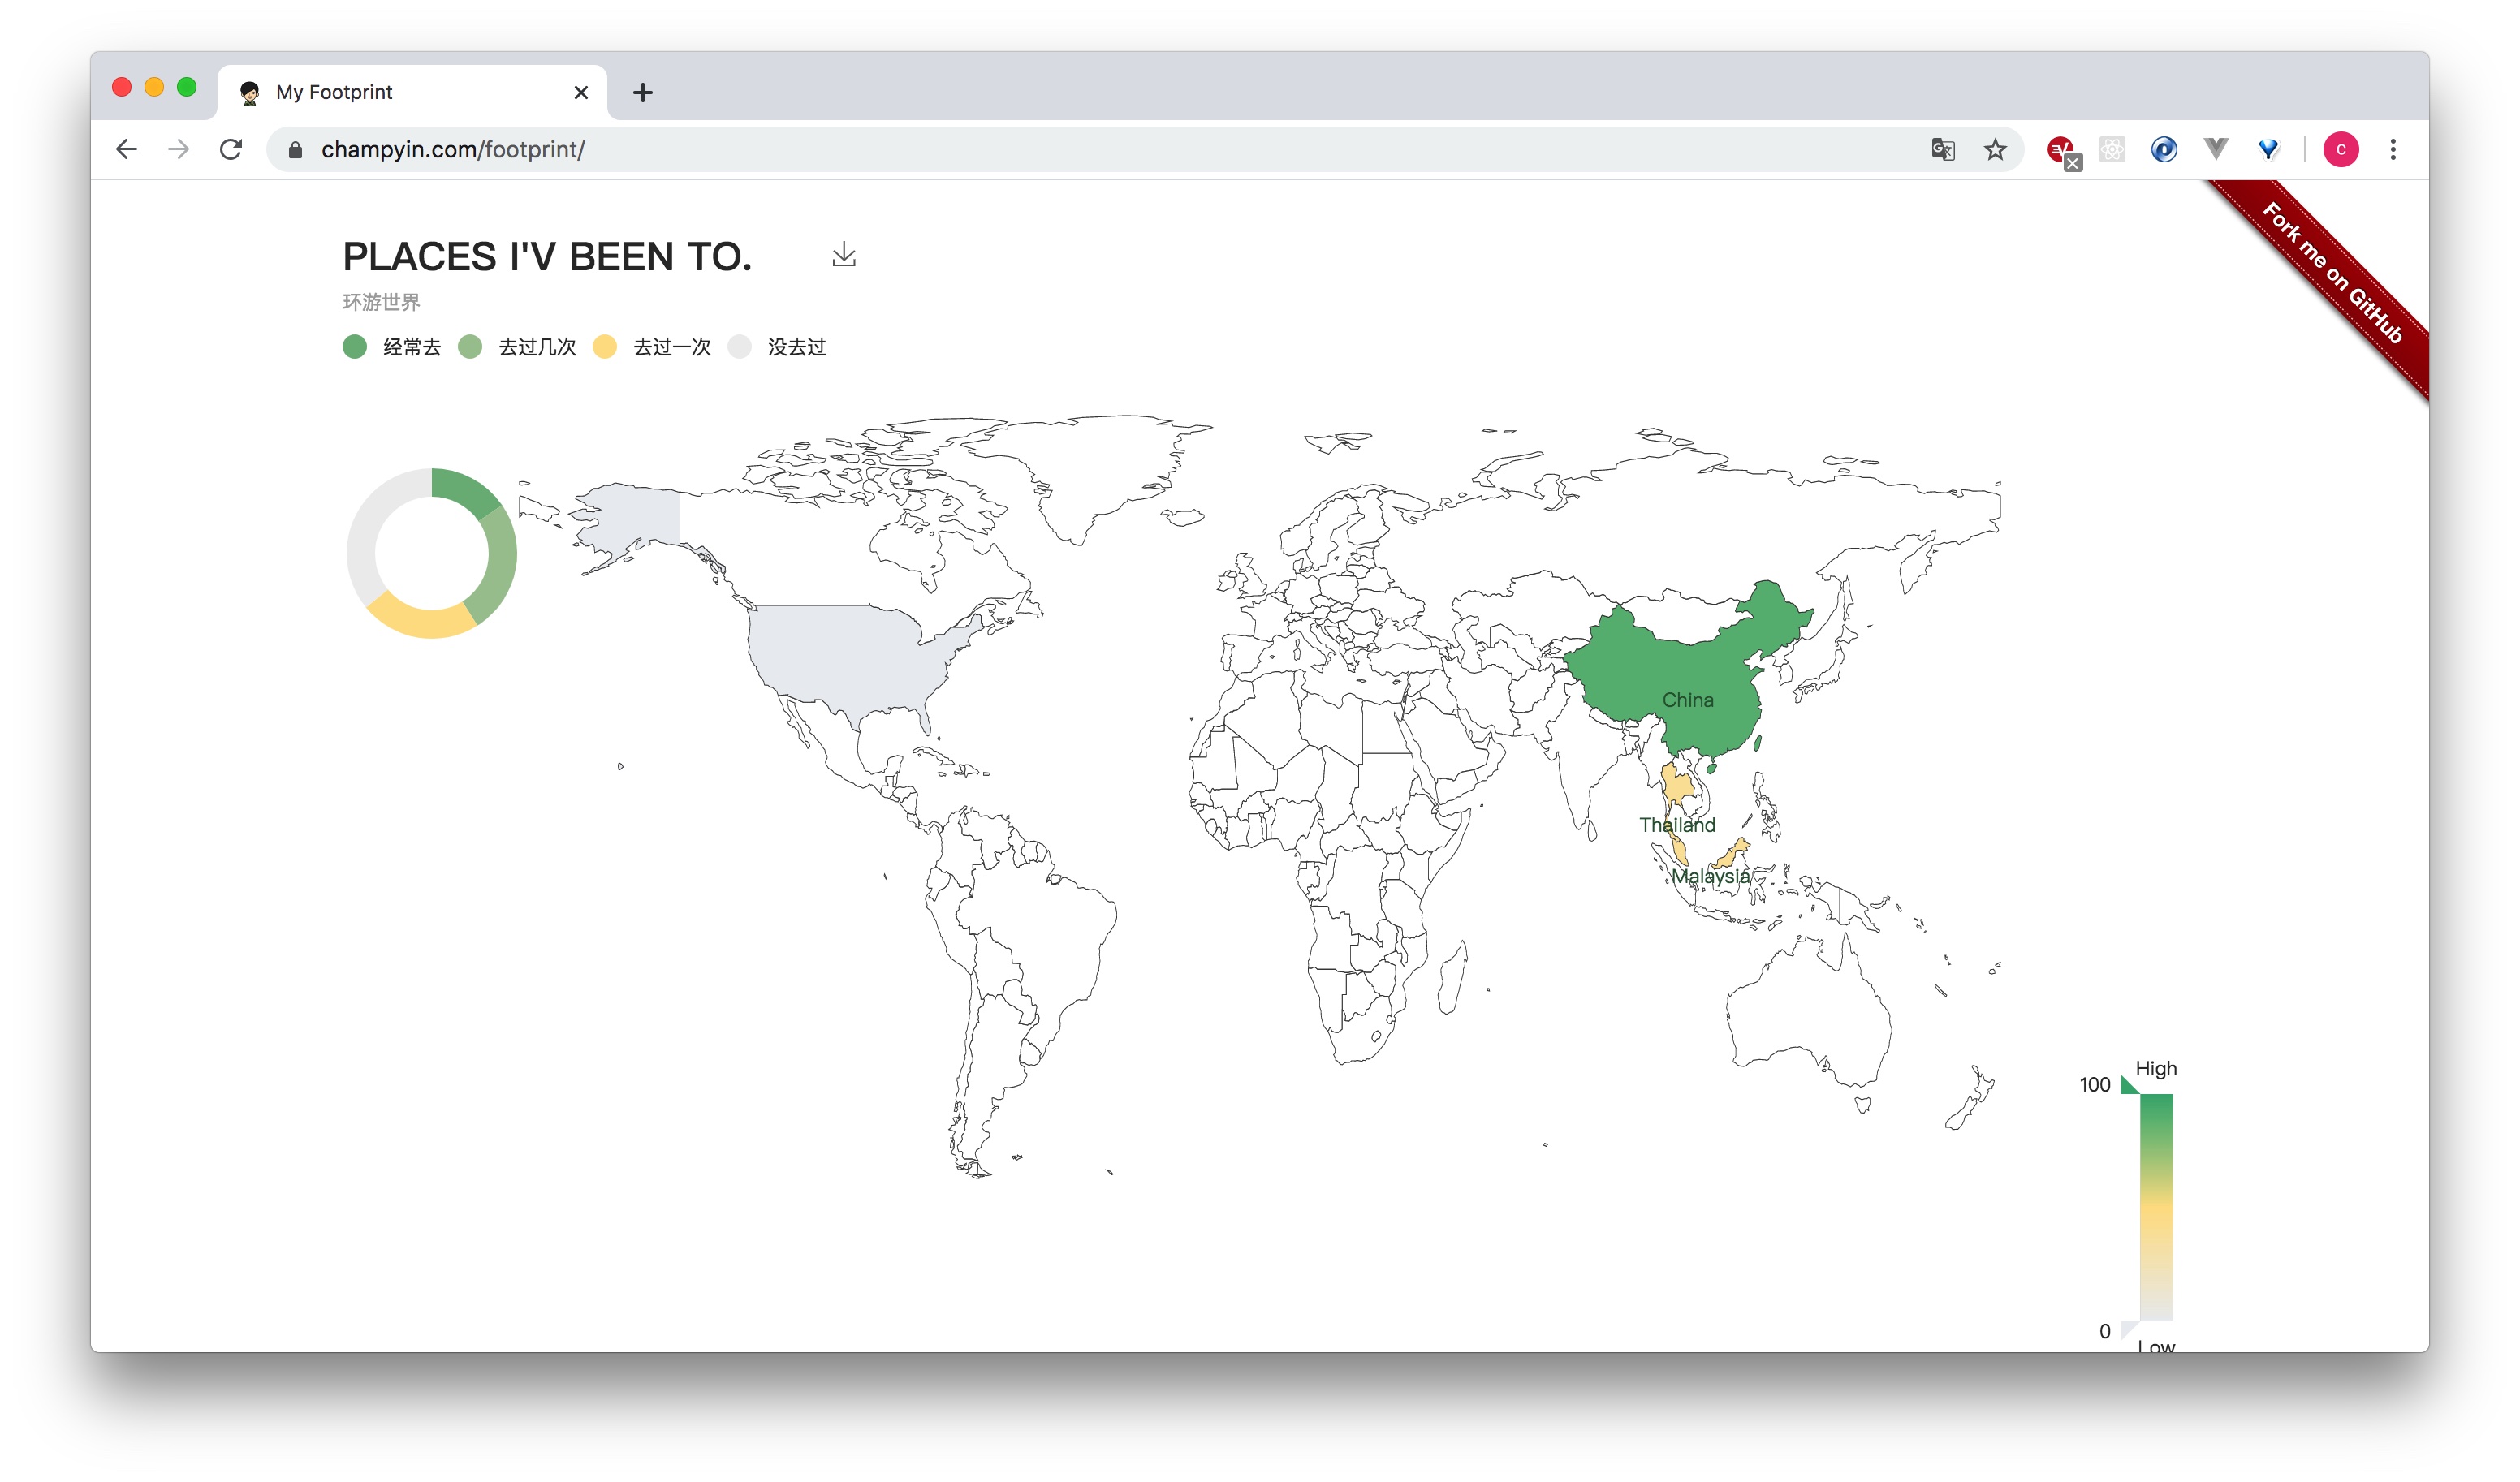 My Footprint
champyin.com/footprint/
C
Fork me on GitHub
PLACES I'V BEEN TO.
环游世界
经常去 去过几次 去过一次 没去过
China
Thailand
Malaysia
High
100
0
Low